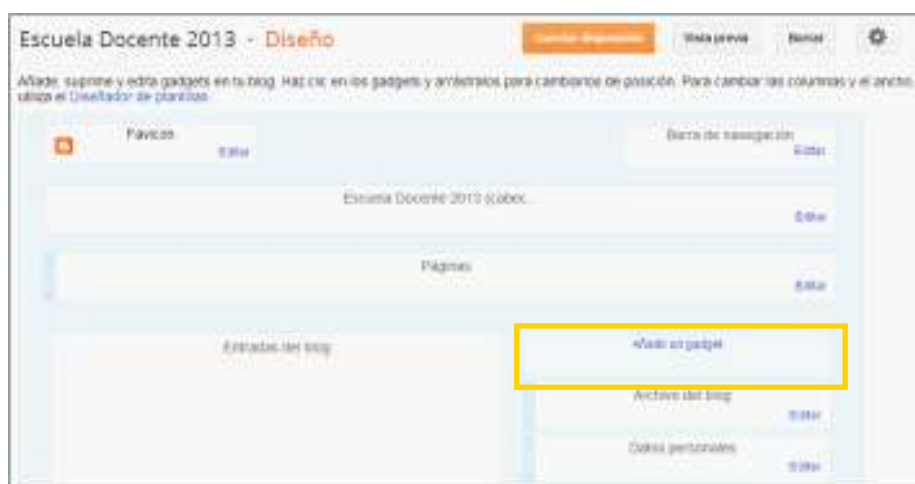 Escuela Docente 2013 - Diseño
Guardar disposición Vista previa Borrar
Añade, suprime y edita gadgets en tu blog. Haz clic en los gadgets y arrástralos para cambiarlos de posición. Para cambiar las columnas y el ancho,
utiliza el Diseñador de plantillas.
Favicon
Editar
Barra de navegación
Editar
Escuela Docente 2013 (cabec...
Editar
Páginas
Editar
Entradas del blog
Añadir un gadget
Archivo del blog
Editar
Datos personales
Editar